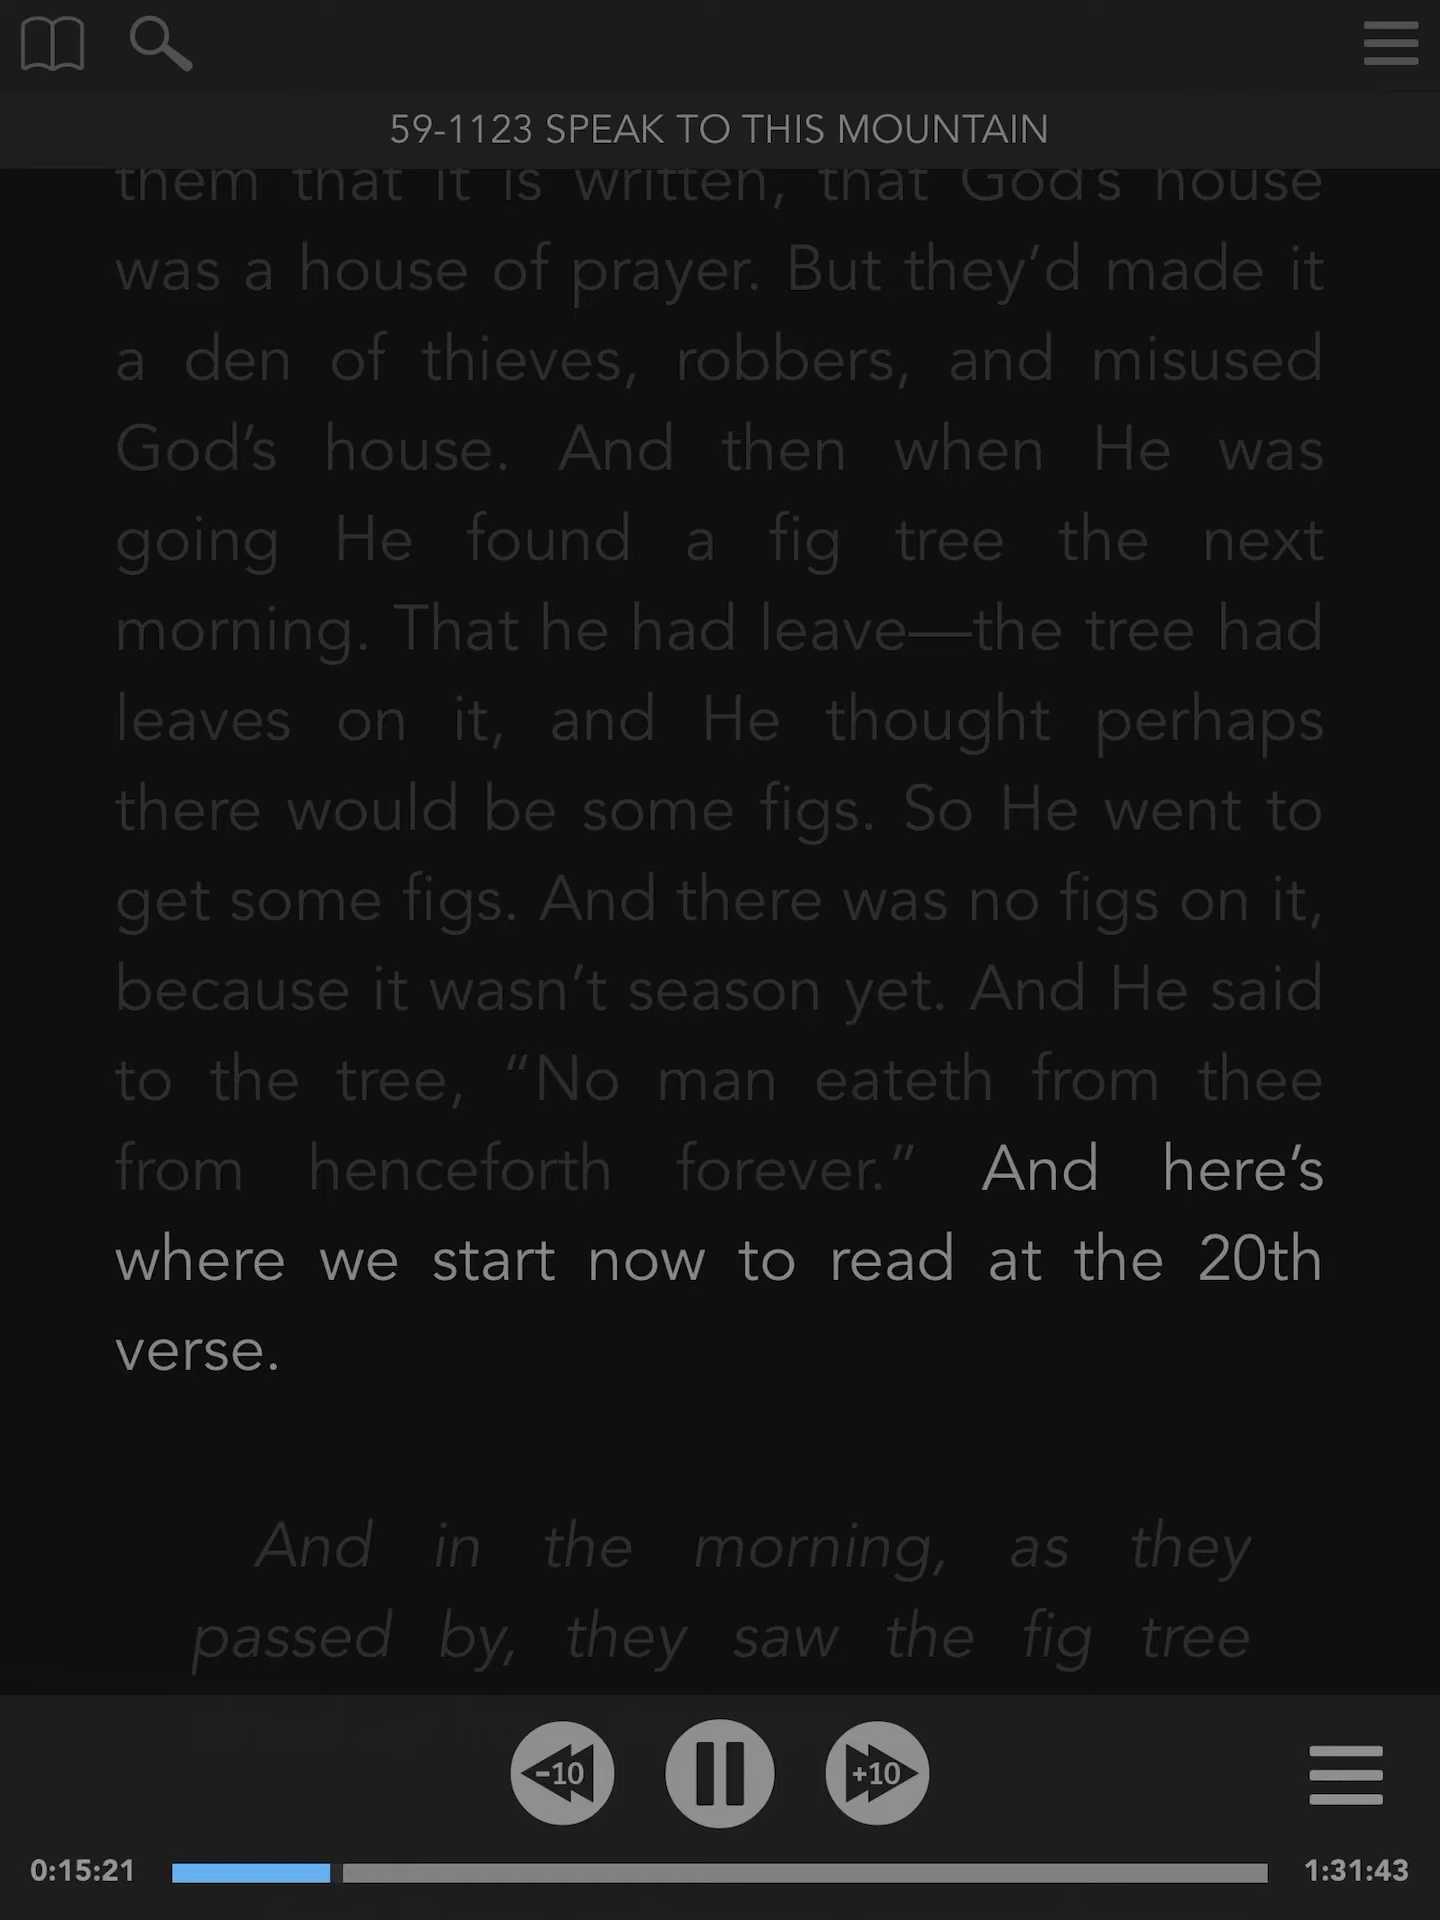 59-1123 SPEAK TO THIS MOUNTAIN
them that it is written, that God's house
was a house of prayer. But they'd made it
a den of thieves, robbers, and misused
God's house. And then when He was
going He found a fig tree the next
morning. That he had leave—the tree had
leaves on it, and He thought perhaps
there would be some figs. So He went to
get some figs. And there was no figs on it,
because it wasn't season yet. And He said
to the tree, “No man eateth from thee
from henceforth forever.” And here's
where we start now to read at the 20th
verse.
And in the morning, as they
passed by, they saw the fig tree
-10 +10
0:15:21 1:31:43